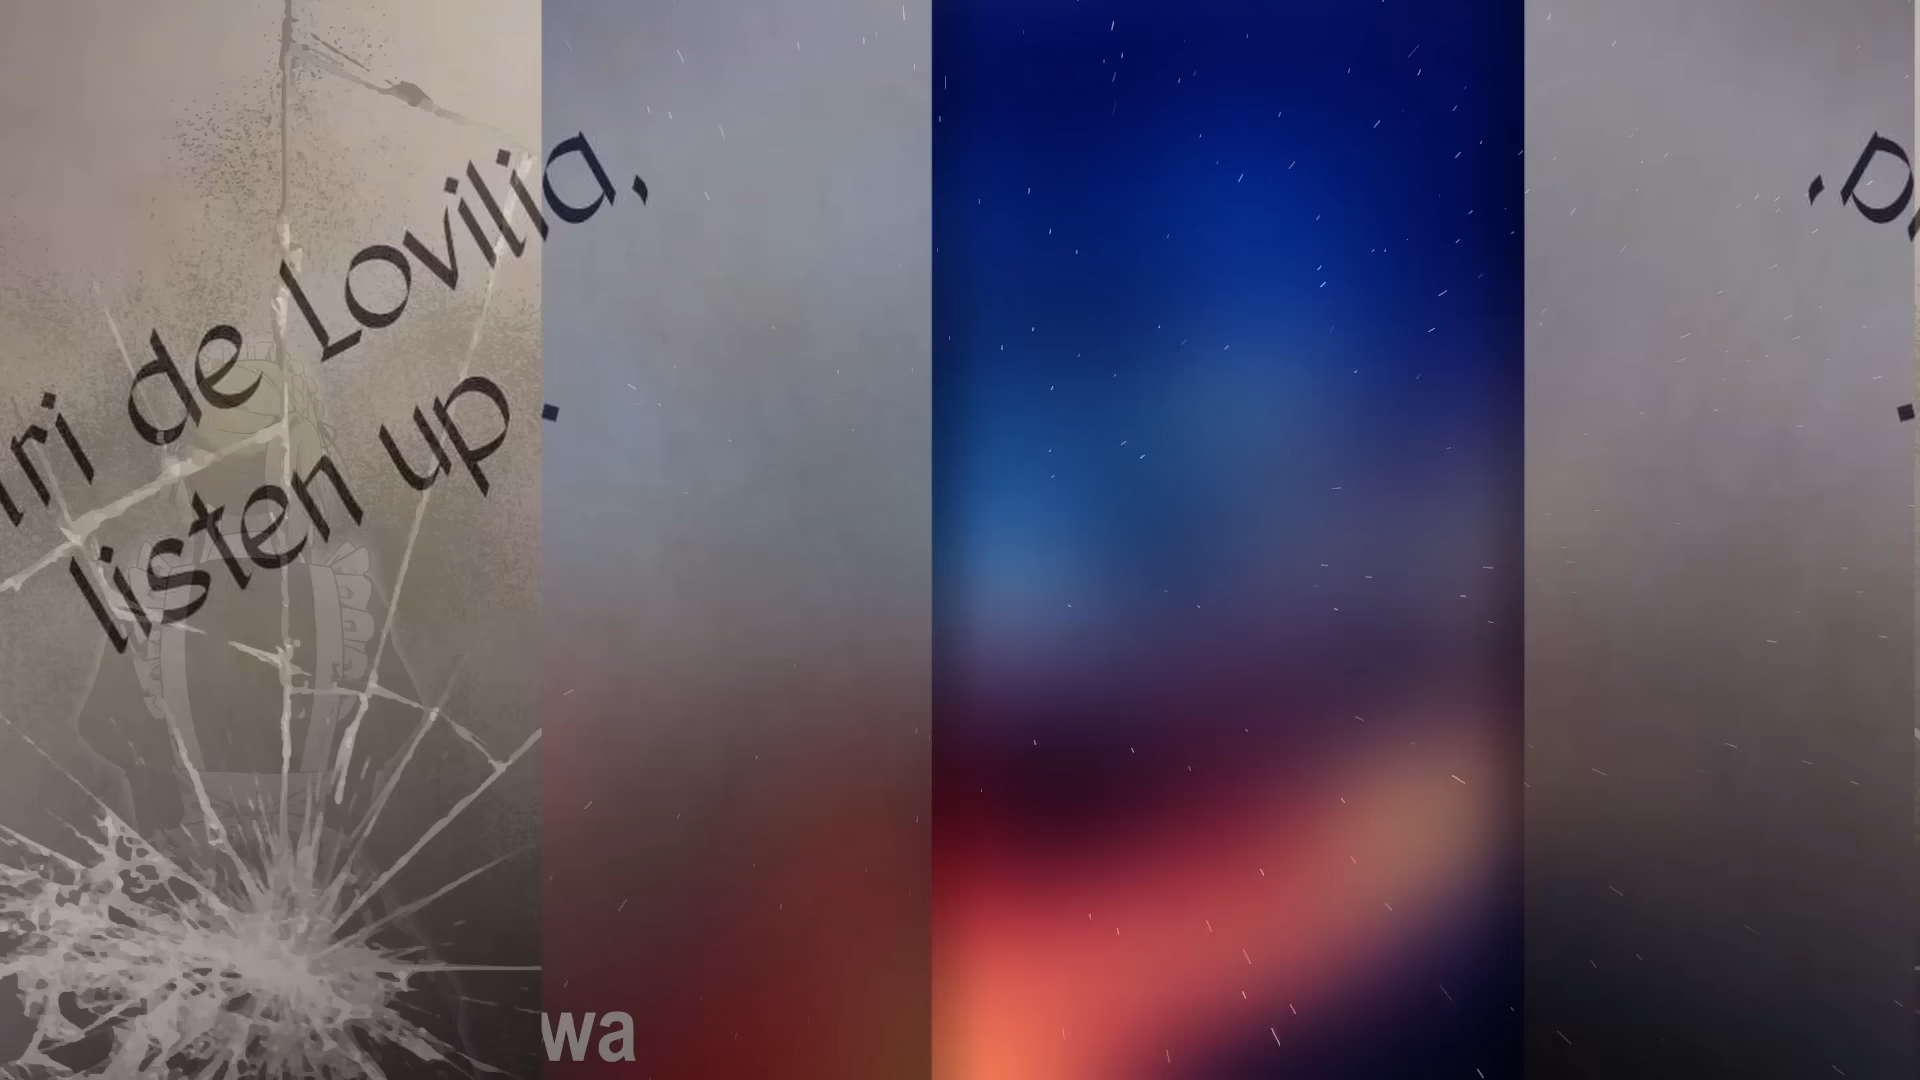 ri de Lovilia,
listen up .
wa